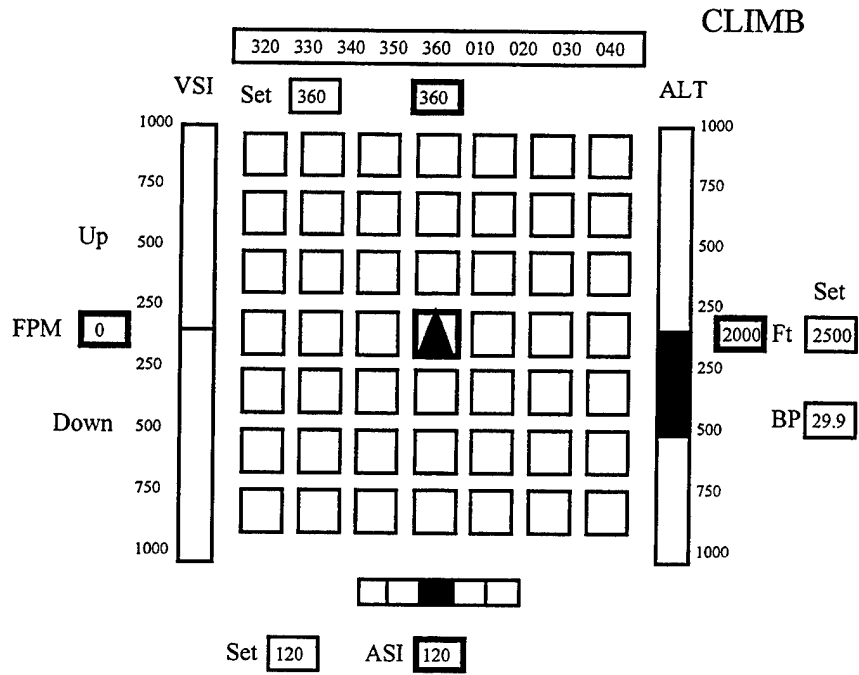 CLIMB
320 330 340 350 360 010 020 030 040
VSI Set 360 360 ALT
1000 1000
750 750
Up 500 500
250 250 Set
FPM 0 2000 Ft 2500
250 250
Down 500 500 BP 29.9
750 750
1000 1000
Set 120 ASI 120